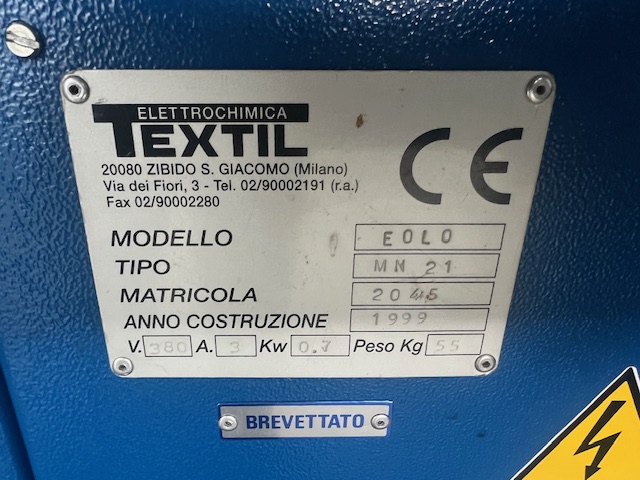 ELETTROCHIMICA
TEXTIL
20080 ZIBIDO S. GIACOMO (Milano)
Via dei Fiori, 3 - Tel. 02/90002191 (r.a.)
Fax 02/90002280
CE
MODELLO EOLO
TIPO MN 21
MATRICOLA 2045
ANNO COSTRUZIONE 1999
V. 380 A. 3 Kw 0.7 Peso Kg 55
BREVETTATO